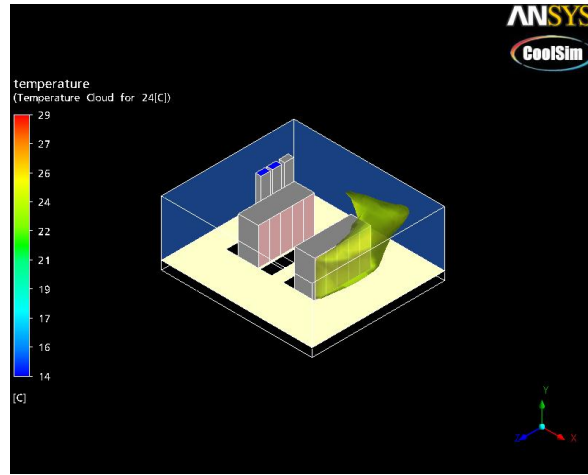 ANSYS
CoolSim
temperature
(Temperature Cloud for 24[C])
29
27
26
24
22
21
19
17
16
14
[C]
Y
Z
X